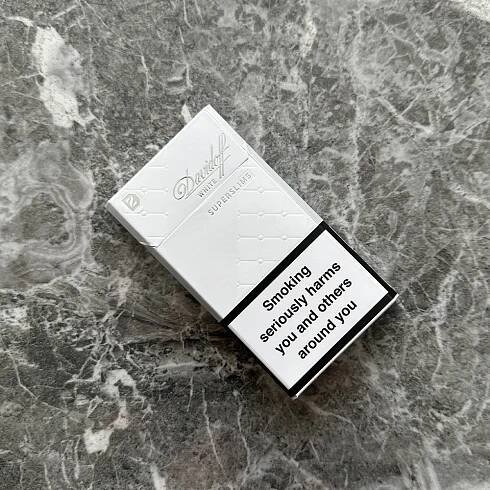 Davidoff
WHITE
SUPERSLIMS
Smoking
seriously harms
you and others
around you